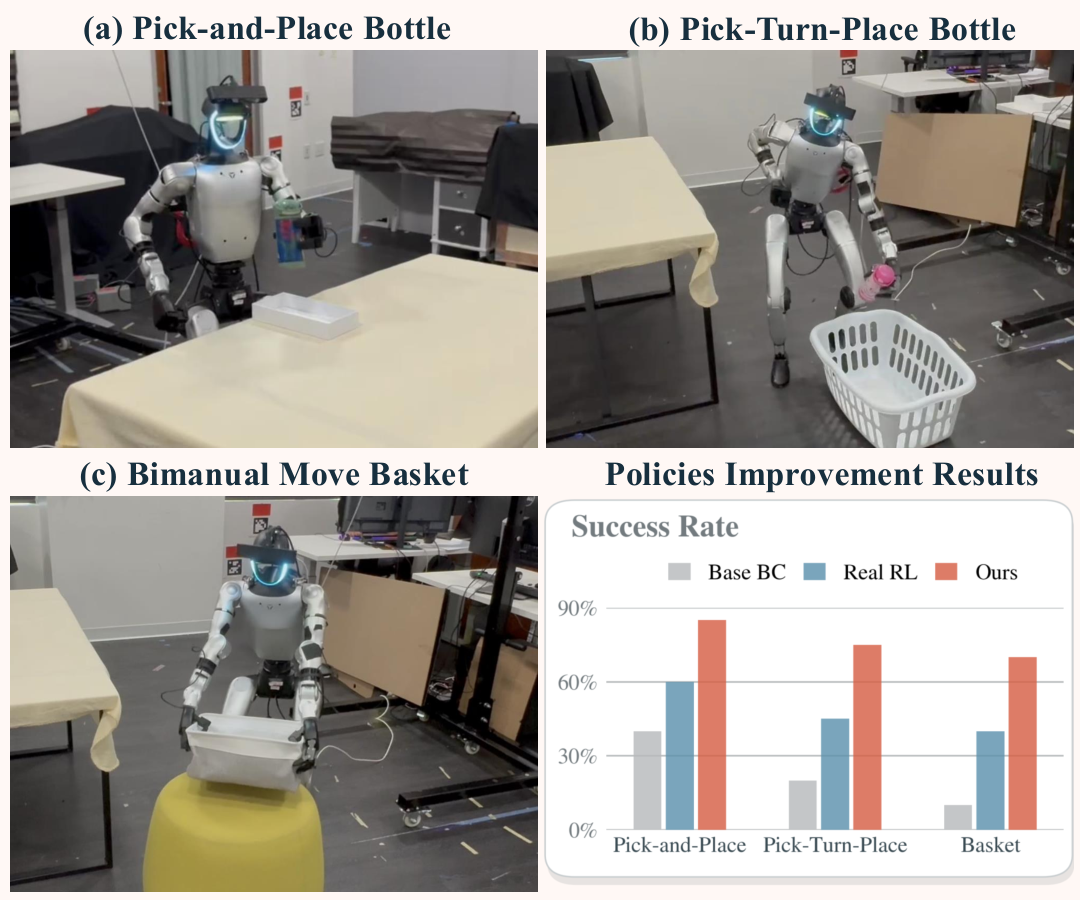 (a) Pick-and-Place Bottle
(b) Pick-Turn-Place Bottle
(c) Bimanual Move Basket
Policies Improvement Results
Success Rate
Base BC
Real RL
Ours
90%
60%
30%
0%
Pick-and-Place
Pick-Turn-Place
Basket